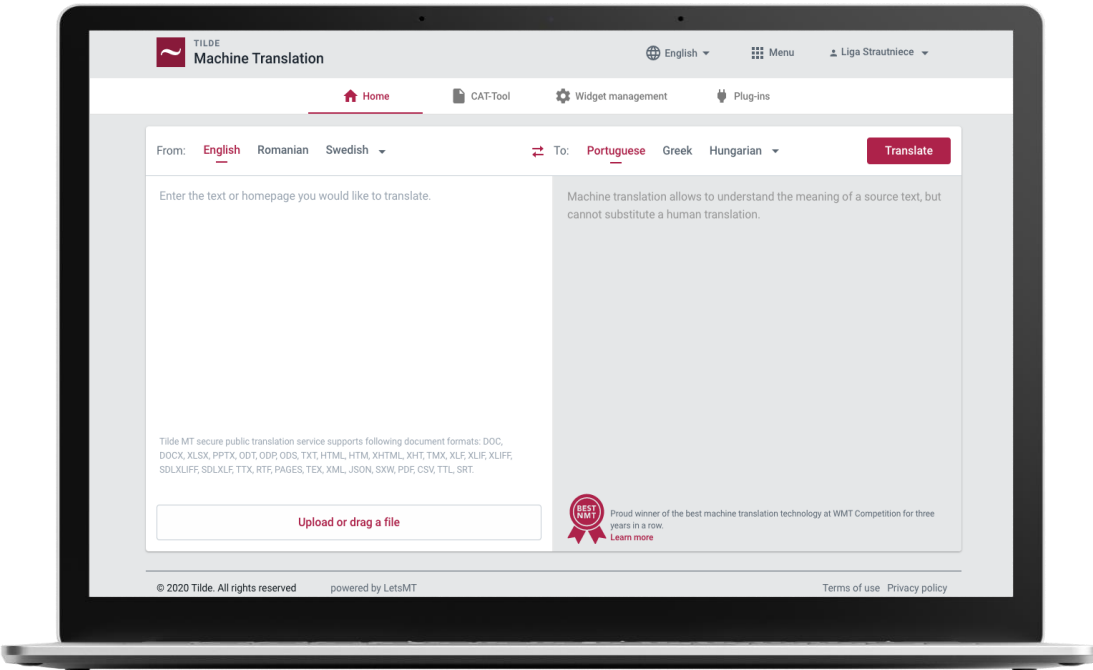 TILDE
Machine Translation
English
Menu
Liga Strautniece
Home
CAT-Tool
Widget management
Plug-ins
From: English Romanian Swedish
To: Portuguese Greek Hungarian
Translate
Enter the text or homepage you would like to translate.
Machine translation allows to understand the meaning of a source text, but
cannot substitute a human translation.
Tilde MT secure public translation service supports following document formats: DOC,
DOCX, XLSX, PPTX, ODT, ODP, ODS, TXT, HTML, HTM, XHTML, XHT, TMX, XLF, XLIF, XLIFF,
SDLXLIFF, SDLXLF, TTX, RTF, PAGES, TEX, XML, JSON, SXW, PDF, CSV, TTL, SRT.
Upload or drag a file
BEST
NMT
Proud winner of the best machine translation technology at WMT Competition for three
years in a row.
Learn more
© 2020 Tilde. All rights reserved
powered by LetsMT
Terms of use Privacy policy